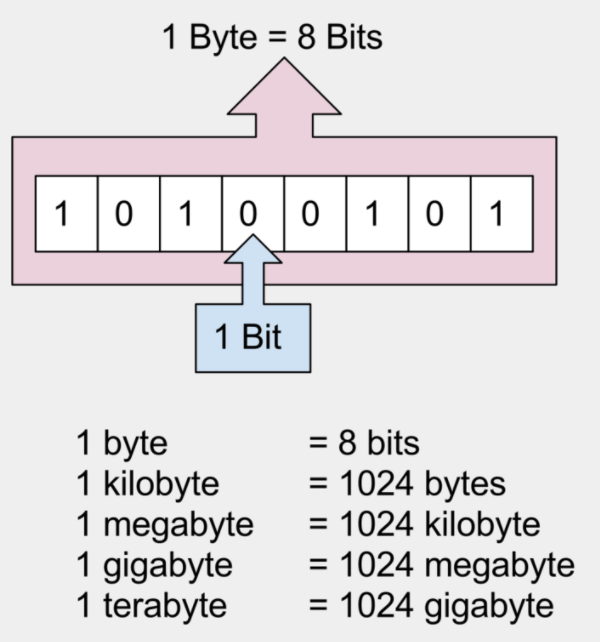 1 Byte = 8 Bits
1 0 1 0 0 1 0 1
1 Bit
1 byte = 8 bits
1 kilobyte = 1024 bytes
1 megabyte = 1024 kilobyte
1 gigabyte = 1024 megabyte
1 terabyte = 1024 gigabyte